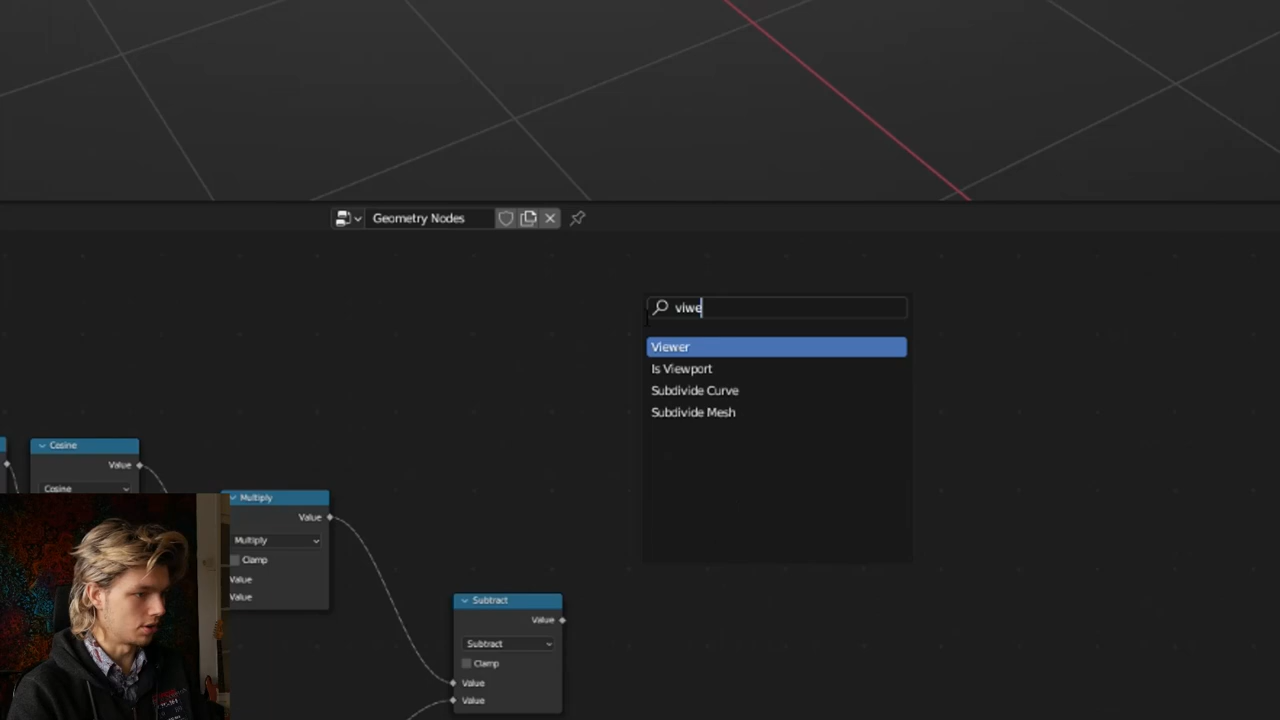 Geometry Nodes
viwe
Viewer
Is Viewport
Subdivide Curve
Subdivide Mesh
Cosine
Value
Cosine
Multiply
Value
Multiply
Clamp
Value
Value
Subtract
Value
Subtract
Clamp
Value
Value